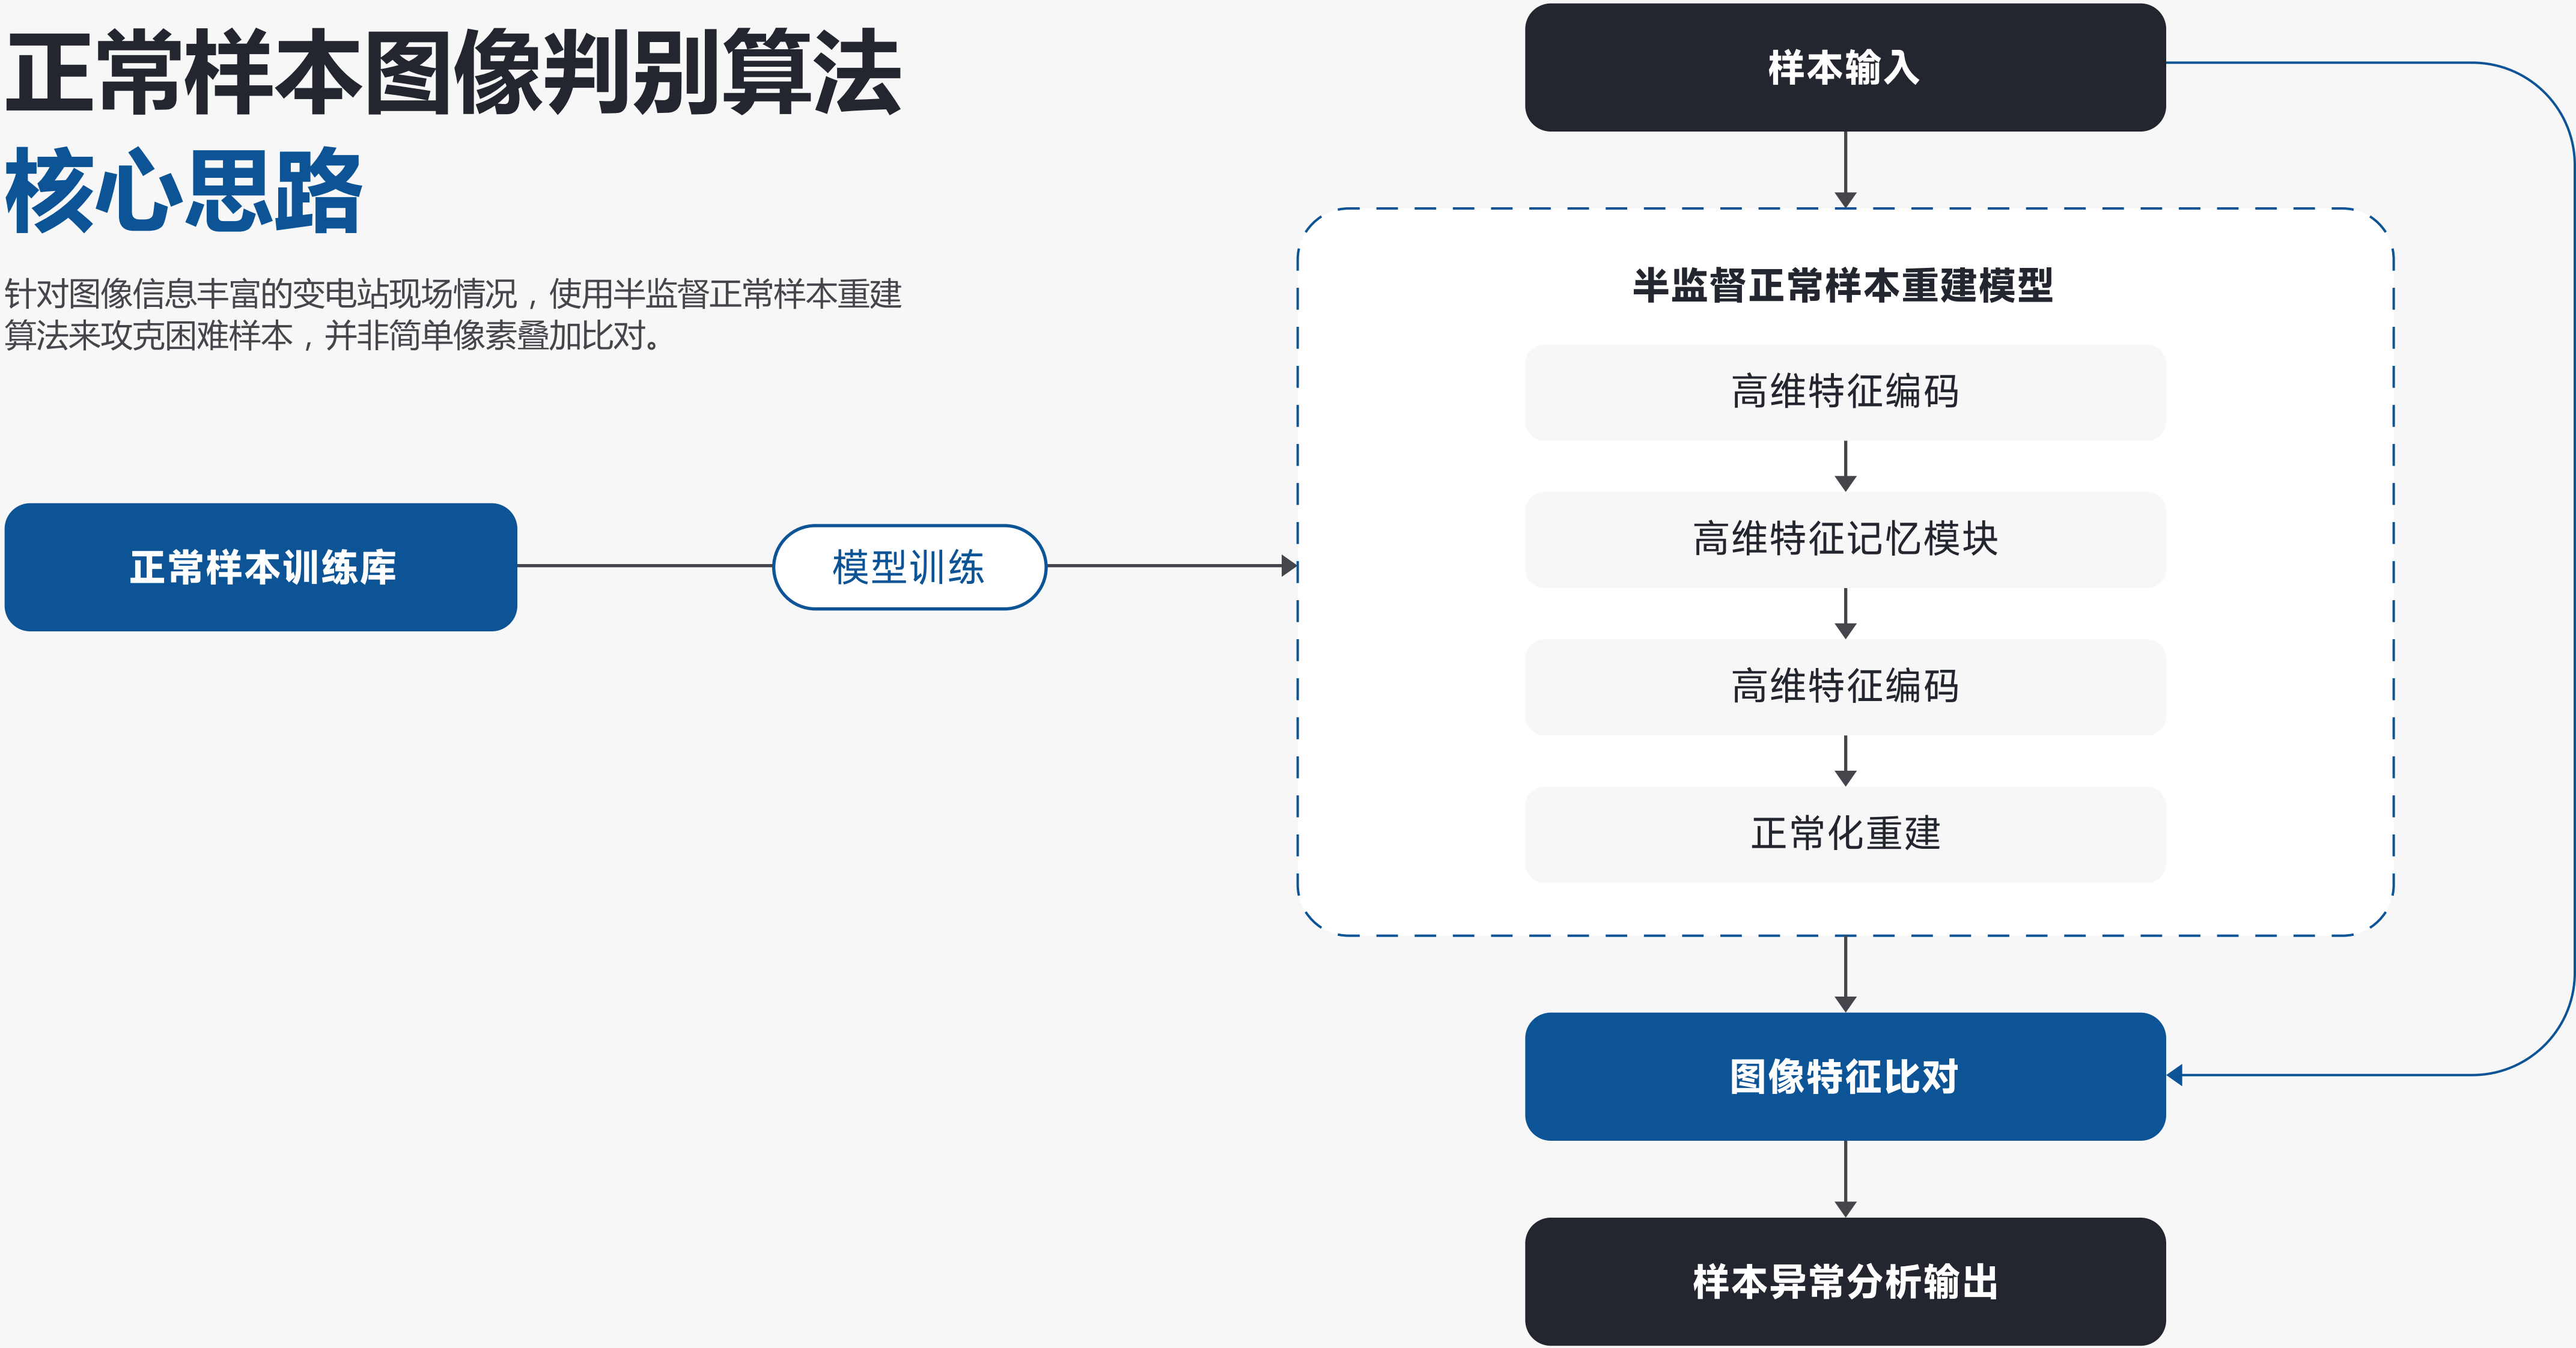 正常样本图像判别算法
核心思路
针对图像信息丰富的变电站现场情况，使用半监督正常样本重建
算法来攻克困难样本，并非简单像素叠加比对。
正常样本训练库
模型训练
样本输入
半监督正常样本重建模型
高维特征编码
高维特征记忆模块
高维特征编码
正常化重建
图像特征比对
样本异常分析输出